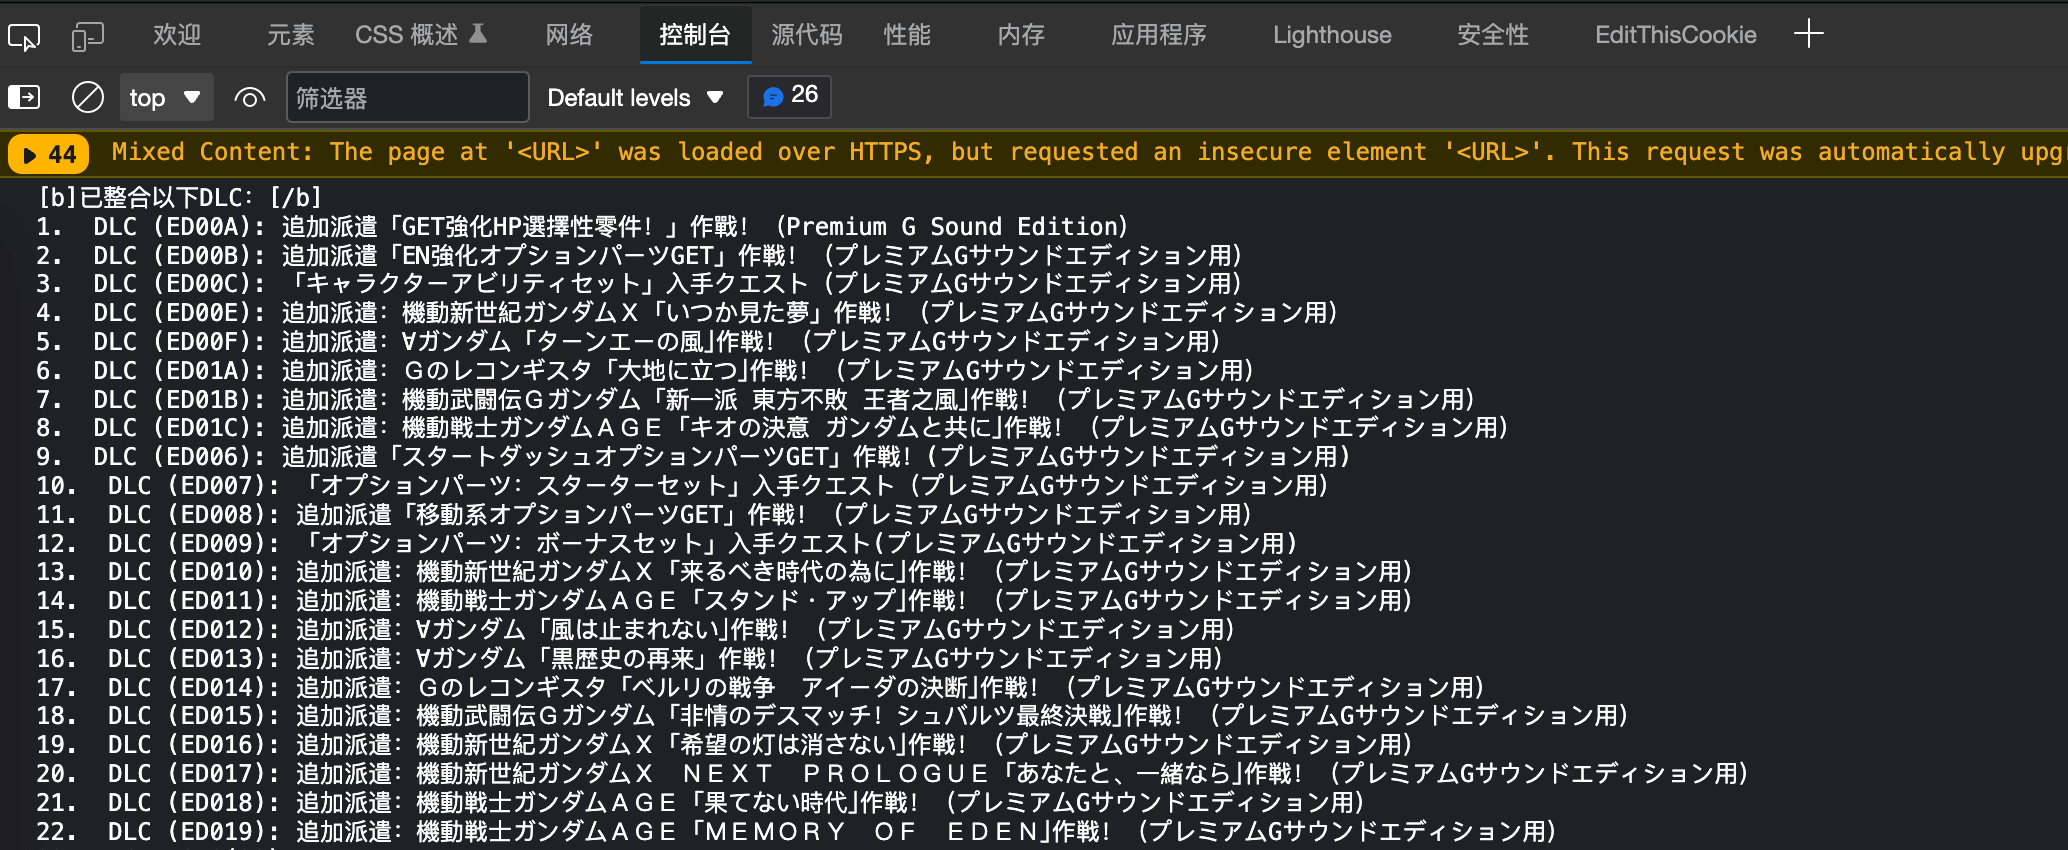 欢迎 元素 CSS 概述 网络 控制台 源代码 性能 内存 应用程序 Lighthouse 安全性 EditThisCookie
top 筛选器 Default levels 26
44 Mixed Content: The page at '<URL>' was loaded over HTTPS, but requested an insecure element '<URL>'. This request was automatically upg
[b]已整合以下DLC: [/b]
1. DLC (ED00A): 追加派遣「GET強化HP選擇性零件! 」作戰! (Premium G Sound Edition)
2. DLC (ED00B): 追加派遣「EN強化オプションパーツGET」作戦! (プレミアムGサウンドエディション用)
3. DLC (ED00C): 「キャラクターアビリティセット」入手クエスト (プレミアムGサウンドエディション用)
4. DLC (ED00E): 追加派遣: 機動新世紀ガンダムX「いつか見た夢」作戦! (プレミアムGサウンドエディション用)
5. DLC (ED00F): 追加派遣: ∀ガンダム「ターンエーの風｣作戦! (プレミアムGサウンドエディション用)
6. DLC (ED01A): 追加派遣: Gのレコンギスタ「大地に立つ｣作戦! (プレミアムGサウンドエディション用)
7. DLC (ED01B): 追加派遣: 機動武闘伝Gガンダム「新一派 東方不敗 王者之風｣作戦! (プレミアムGサウンドエディション用)
8. DLC (ED01C): 追加派遣: 機動戦士ガンダムAGE「キオの決意 ガンダムと共に｣作戦! (プレミアムGサウンドエディション用)
9. DLC (ED006): 追加派遣「スタートダッシュオプションパーツGET」作戦! (プレミアムGサウンドエディション用)
10. DLC (ED007): 「オプションパーツ: スターターセット」入手クエスト (プレミアムGサウンドエディション用)
11. DLC (ED008): 追加派遣「移動系オプションパーツGET」作戦! (プレミアムGサウンドエディション用)
12. DLC (ED009): 「オプションパーツ: ボーナスセット」入手クエスト(プレミアムGサウンドエディション用)
13. DLC (ED010): 追加派遣: 機動新世紀ガンダムX「来るべき時代の為に｣作戦! (プレミアムGサウンドエディション用)
14. DLC (ED011): 追加派遣: 機動戦士ガンダムAGE「スタンド・アップ｣作戦! (プレミアムGサウンドエディション用)
15. DLC (ED012): 追加派遣: ∀ガンダム「風は止まれない｣作戦! (プレミアムGサウンドエディション用)
16. DLC (ED013): 追加派遣: ∀ガンダム「黒歴史の再来」作戦! (プレミアムGサウンドエディション用)
17. DLC (ED014): 追加派遣: Gのレコンギスタ「ベルリの戦争　アイーダの決断｣作戦! (プレミアムGサウンドエディション用)
18. DLC (ED015): 追加派遣: 機動武闘伝Gガンダム「非情のデスマッチ! シュバルツ最終決戦｣作戦! (プレミアムGサウンドエディション用)
19. DLC (ED016): 追加派遣: 機動新世紀ガンダムX「希望の灯は消さない｣作戦! (プレミアムGサウンドエディション用)
20. DLC (ED017): 追加派遣: 機動新世紀ガンダムX　NEXT　PROLOGUE「あなたと、一緒なら｣作戦! (プレミアムGサウンドエディション用)
21. DLC (ED018): 追加派遣: 機動戦士ガンダムAGE「果てない時代｣作戦! (プレミアムGサウンドエディション用)
22. DLC (ED019): 追加派遣: 機動戦士ガンダムAGE「MEMORY　OF　EDEN｣作戦! (プレミアムGサウンドエディション用)